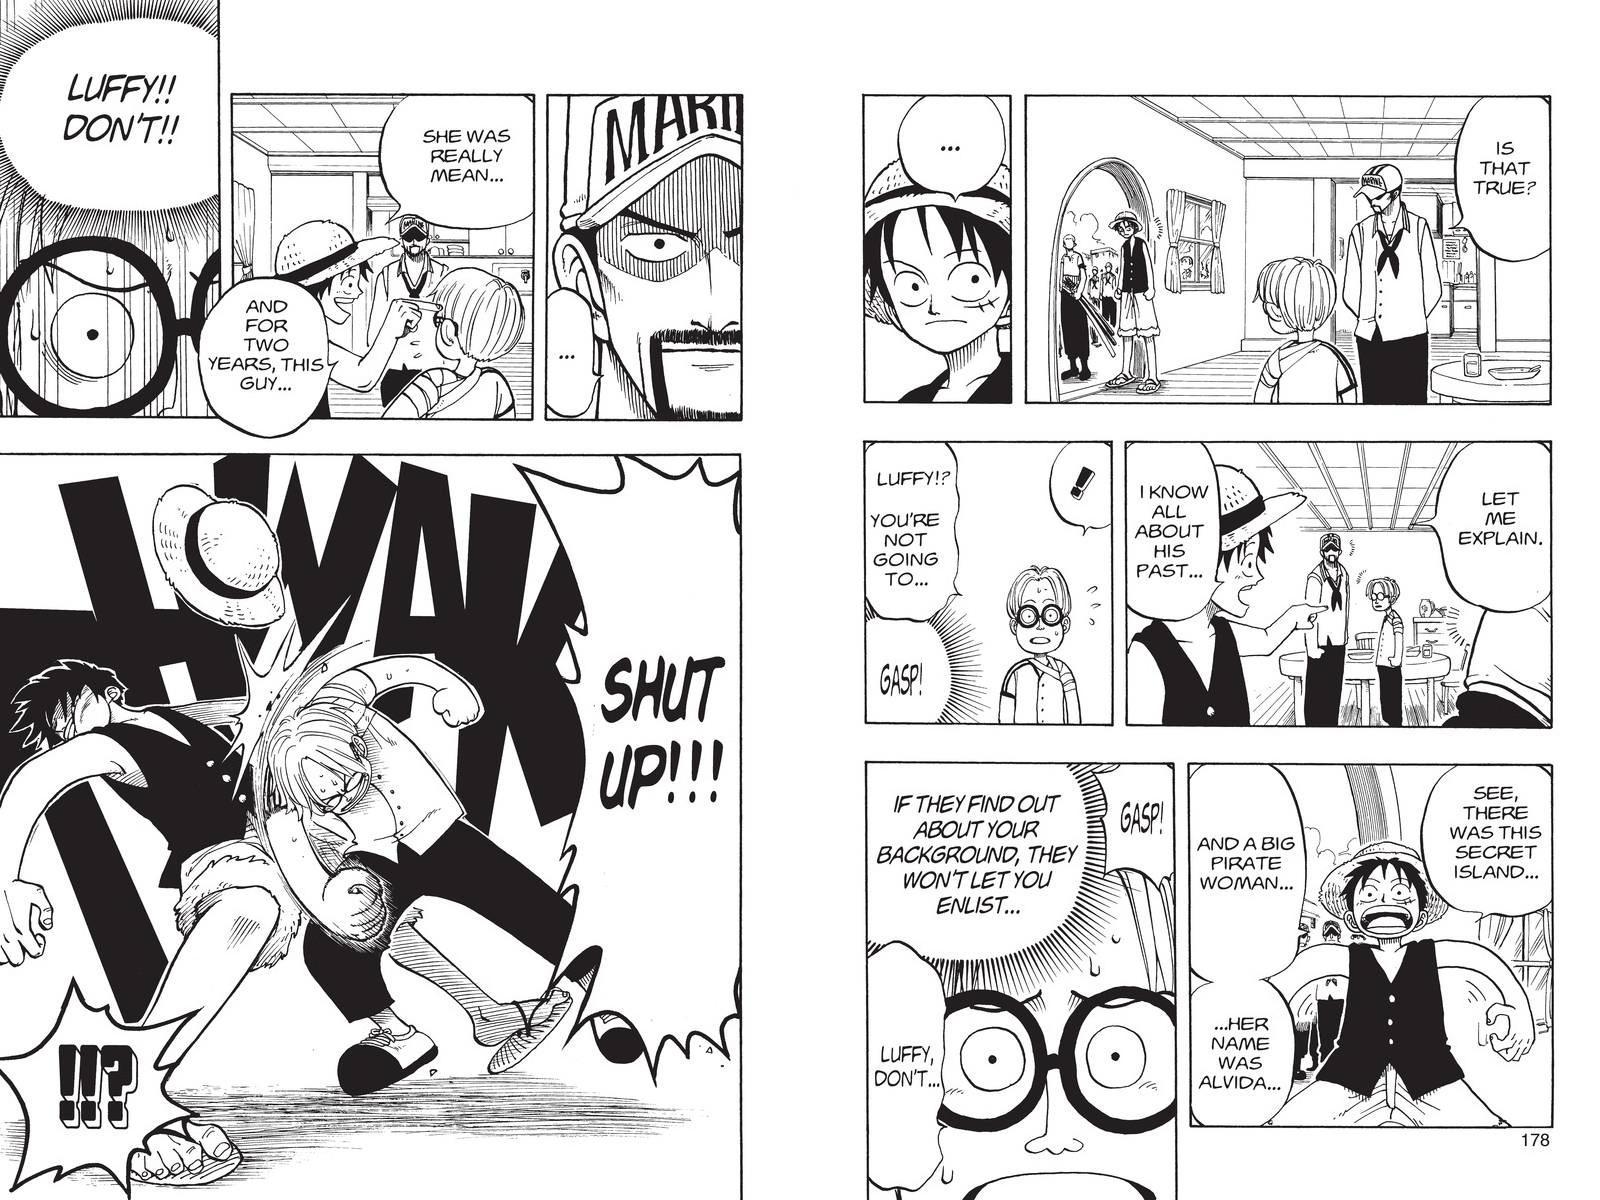 IS
THAT
TRUE?
MARINE
...
LET
ME
EXPLAIN.
I KNOW
ALL
ABOUT
HIS
PAST...
!
LUFFY!?
YOU'RE
NOT
GOING
TO...
GASP!
SEE,
THERE
WAS THIS
SECRET
ISLAND...
AND A BIG
PIRATE
WOMAN...
...HER
NAME
WAS
ALVIDA...
GASP!
IF THEY FIND OUT
ABOUT YOUR
BACKGROUND, THEY
WON'T LET YOU
ENLIST...
LUFFY,
DON'T...
178
MARIN
...
SHE WAS
REALLY
MEAN...
AND
FOR
TWO
YEARS, THIS
GUY...
LUFFY!!
DON'T!!
SHUT
UP!!!
HWAK
!!?